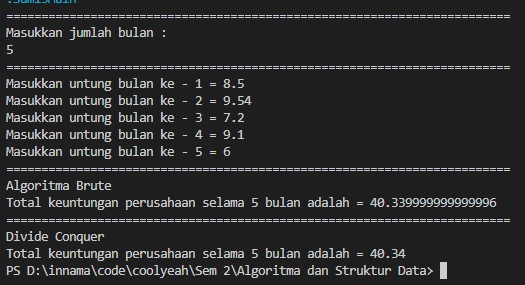 .Sum15Main
======================================================================
Masukkan jumlah bulan :
5
======================================================================
Masukkan untung bulan ke - 1 = 8.5
Masukkan untung bulan ke - 2 = 9.54
Masukkan untung bulan ke - 3 = 7.2
Masukkan untung bulan ke - 4 = 9.1
Masukkan untung bulan ke - 5 = 6
======================================================================
Algoritma Brute
Total keuntungan perusahaan selama 5 bulan adalah = 40.339999999999996
======================================================================
Divide Conquer
Total keuntungan perusahaan selama 5 bulan adalah = 40.34
PS D:\innama\code\coolyeah\Sem 2\Algoritma dan Struktur Data>